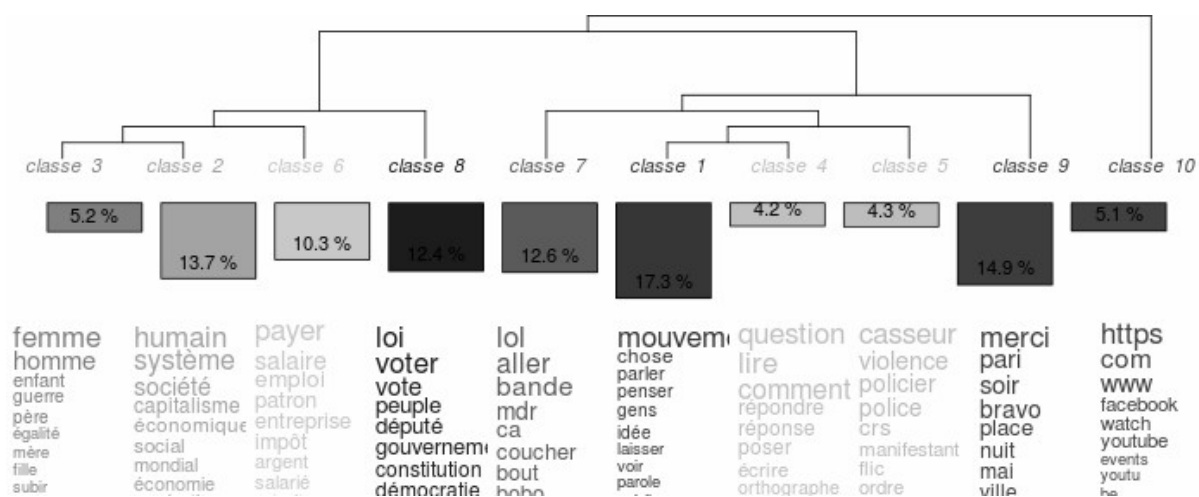 classe 3 classe 2 classe 6 classe 8 classe 7 classe 1 classe 4 classe 5 classe 9 classe 10
5.2 % 13.7 % 10.3 % 12.4 % 12.6 % 17.3 % 4.2 % 4.3 % 14.9 % 5.1 %
femme
homme
enfant
guerre
père
égalité
mère
fille
subir
humain
système
société
capitalisme
économique
social
mondial
économie
payer
salaire
emploi
patron
entreprise
impôt
argent
salarié
loi
voter
vote
peuple
député
gouvernem
constitution
démocratie
lol
aller
bande
mdr
ca
coucher
bout
bobo
mouveme
chose
parler
penser
gens
idée
laisser
voir
parole
question
lire
comment
répondre
réponse
poser
écrire
orthographe
casseur
violence
policier
police
crs
manifestant
flic
ordre
merci
pari
soir
bravo
place
nuit
mai
ville
https
com
www
facebook
watch
youtube
events
youtu
be